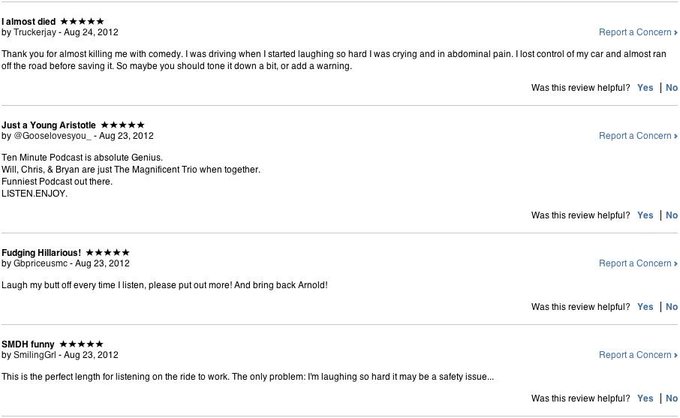 I almost died ★★★★★
by Truckerjay - Aug 24, 2012
Report a Concern ›
Thank you for almost killing me with comedy. I was driving when I started laughing so hard I was crying and in abdominal pain. I lost control of my car and almost ran
off the road before saving it. So maybe you should tone it down a bit, or add a warning.
Was this review helpful? Yes | No
Just a Young Aristotle ★★★★★
by @Gooselovesyou_ - Aug 23, 2012
Report a Concern ›
Ten Minute Podcast is absolute Genius.
Will, Chris, & Bryan are just The Magnificent Trio when together.
Funniest Podcast out there.
LISTEN.ENJOY.
Was this review helpful? Yes | No
Fudging Hillarious! ★★★★★
by Gbpriceusmc - Aug 23, 2012
Report a Concern ›
Laugh my butt off every time I listen, please put out more! And bring back Arnold!
Was this review helpful? Yes | No
SMDH funny ★★★★★
by SmilingGrl - Aug 23, 2012
Report a Concern ›
This is the perfect length for listening on the ride to work. The only problem: I'm laughing so hard it may be a safety issue...
Was this review helpful? Yes | No